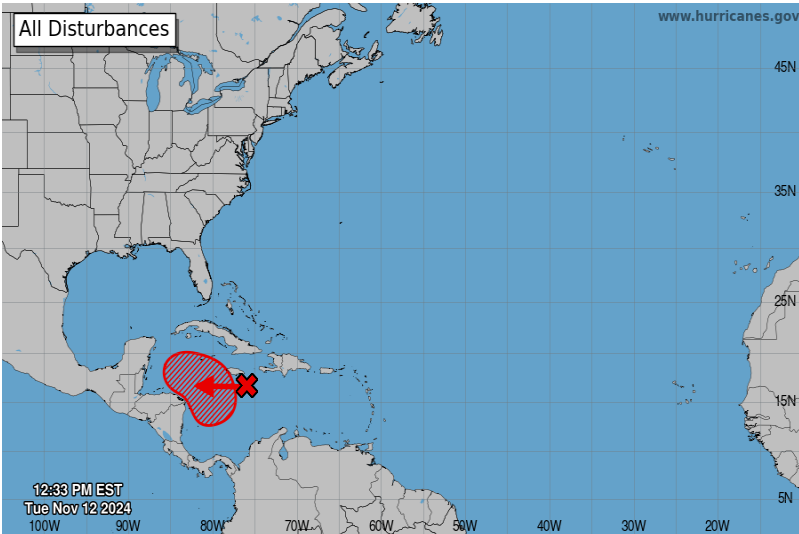 www.hurricanes.gov
All Disturbances
45N
35N
25N
15N
5N
12:33 PM EST
Tue Nov 12 2024
100W 90W 80W 70W 60W 50W 40W 30W 20W